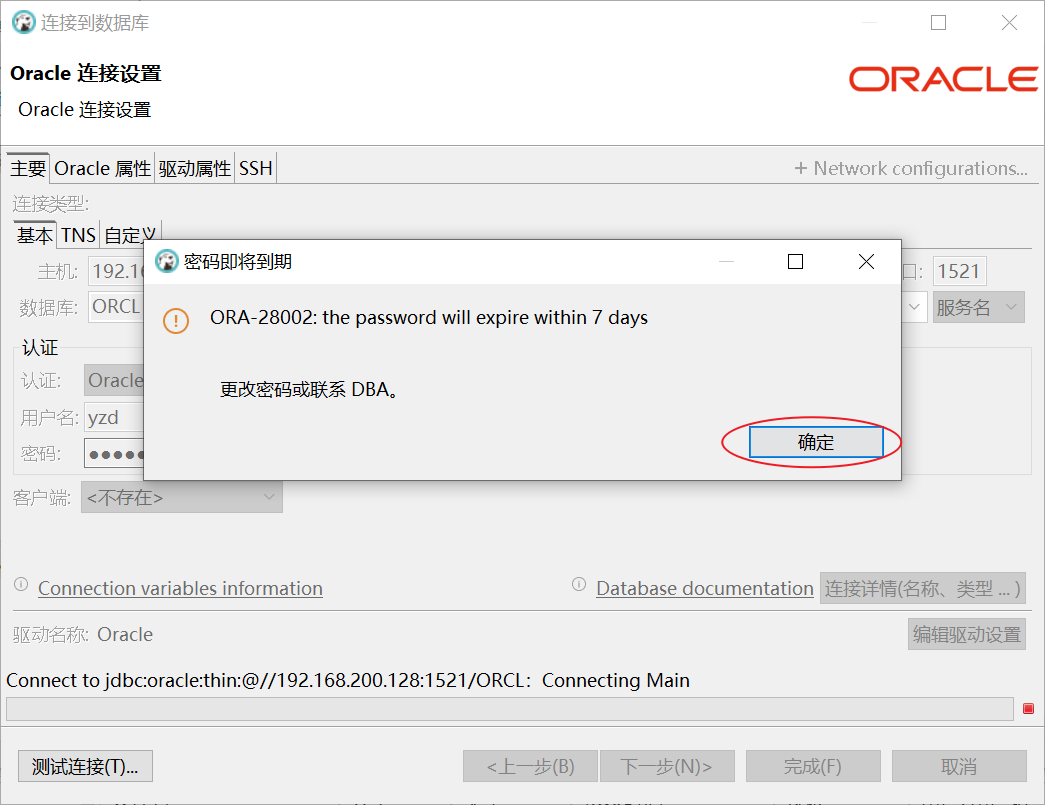 连接到数据库
Oracle 连接设置
ORACLE
Oracle 连接设置
主要 Oracle 属性 驱动属性 SSH + Network configurations...
连接类型:
基本 TNS 自定义
密码即将到期
主机: 192.1 口: 1521
数据库: ORCL 服务名
ORA-28002: the password will expire within 7 days
认证
认证: Oracle
更改密码或联系 DBA。
用户名: yzd
确定
密码: ●●●●●
客户端: <不存在>
Connection variables information Database documentation 连接详情(名称、类型 ... )
驱动名称: Oracle 编辑驱动设置
Connect to jdbc:oracle:thin:@//192.168.200.128:1521/ORCL: Connecting Main
测试连接(T)... <上一步(B) 下一步(N)> 完成(F) 取消